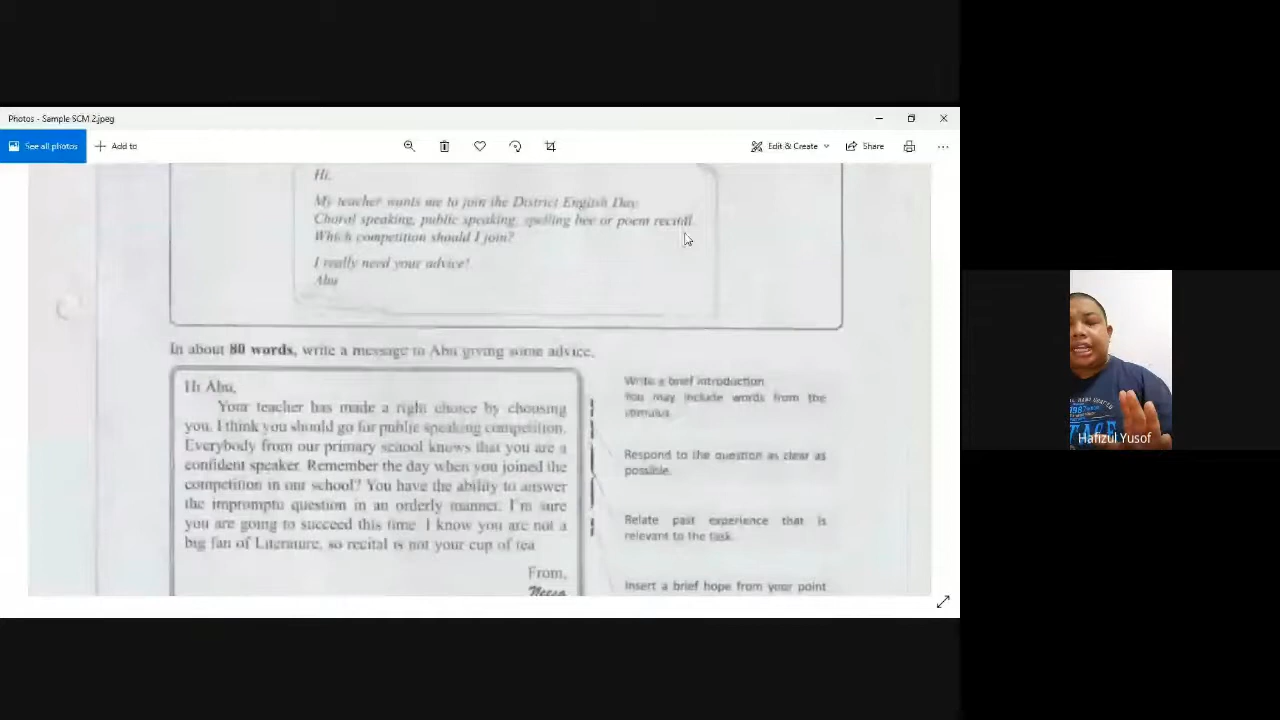 Photos - Sample SCM 2.jpeg
See all photos
Add to
Edit & Create
Share
Hi.
My teacher wants me to join the District English Day.
Choral speaking, public speaking, spelling bee or poem recitall.
Which competition should I join?
I really need your advice!
Abu
In about 80 words, write a message to Abu giving some advice.
Hi Abu,
Your teacher has made a right choice by choosing
you. I think you should go for public speaking competition.
Everybody from our primary school knows that you are a
confident speaker. Remember the day when you joined the
competition in our school? You have the ability to answer
the impromptu question in an orderly manner. I'm sure
you are going to succeed this time. I know you are not a
big fan of Literature, so recital is not your cup of tea
From,
Write a brief introduction
You may include words from the
stimulus.
Respond to the question as clear as
possible.
Relate past experience that is
relevant to the task.
Insert a brief hope from your point
Hafizul Yusof